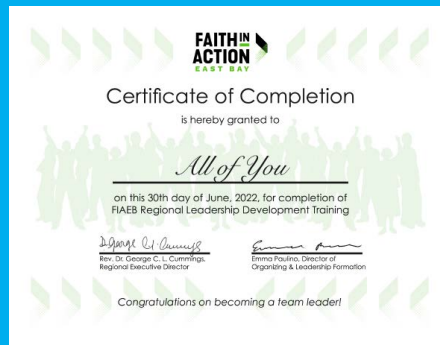 FAITH IN
ACTION
EAST BAY
Certificate of Completion
is hereby granted to
All of You
on this 30th day of June, 2022, for completion of
FIAEB Regional Leadership Development Training
D. George C. L. Cummings
Rev. Dr. George C. L. Cummings,
Regional Executive Director
Emma Paulino, Director of
Organizing & Leadership Formation
Congratulations on becoming a team leader!